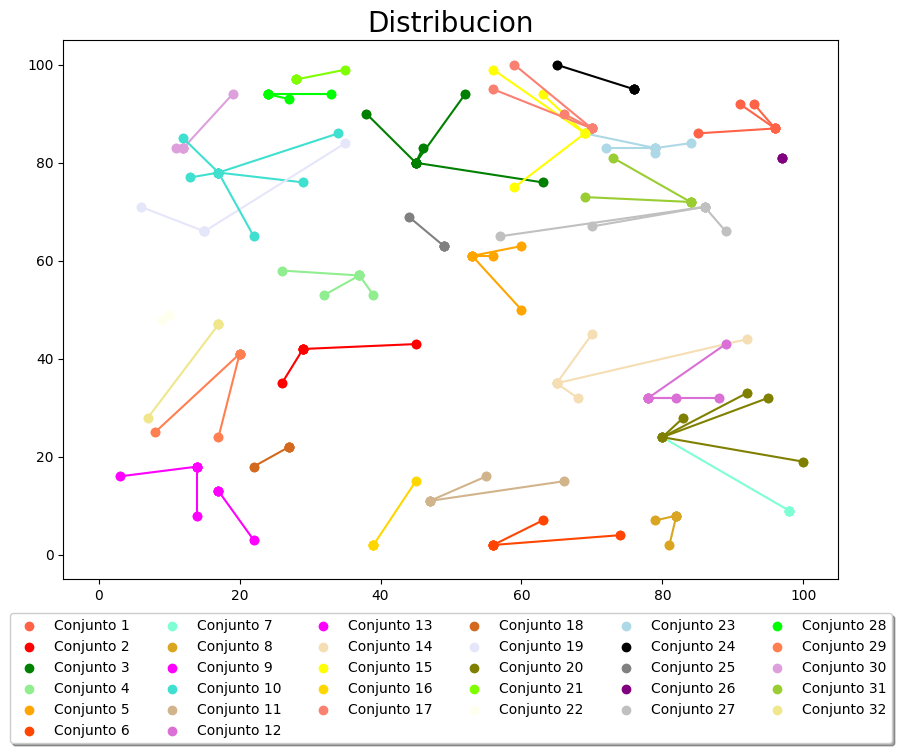 Distribucion
100
80
60
40
20
0
0 20 40 60 80 100
Conjunto 1 Conjunto 7 Conjunto 13 Conjunto 18 Conjunto 23 Conjunto 28
Conjunto 2 Conjunto 8 Conjunto 14 Conjunto 19 Conjunto 24 Conjunto 29
Conjunto 3 Conjunto 9 Conjunto 15 Conjunto 20 Conjunto 25 Conjunto 30
Conjunto 4 Conjunto 10 Conjunto 16 Conjunto 21 Conjunto 26 Conjunto 31
Conjunto 5 Conjunto 11 Conjunto 17 Conjunto 22 Conjunto 27 Conjunto 32
Conjunto 6 Conjunto 12